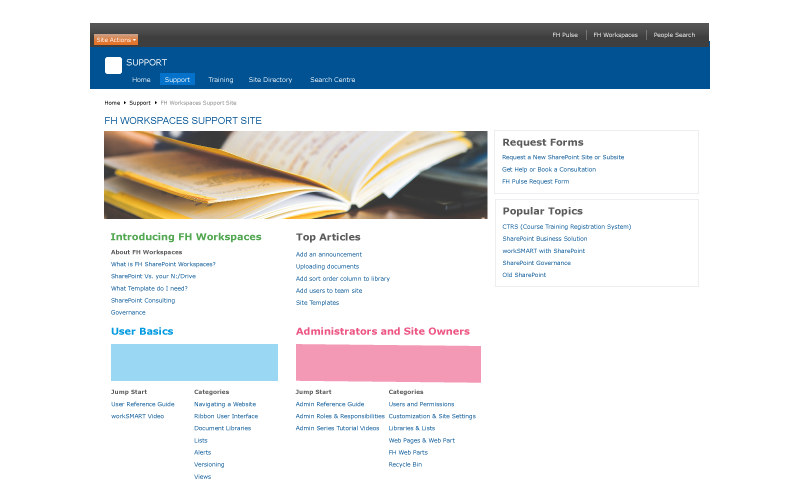 Site Actions
FH Pulse
FH Workspaces
People Search
SUPPORT
Home
Support
Training
Site Directory
Search Centre
Home
Support
FH Workspaces Support Site
FH WORKSPACES SUPPORT SITE
Introducing FH Workspaces
About FH Workspaces
What is FH SharePoint Workspaces?
SharePoint Vs. your N:/Drive
What Template do I need?
SharePoint Consulting
Governance
Top Articles
Add an announcement
Uploading documents
Add sort order column to library
Add users to team site
Site Templates
Request Forms
Request a New SharePoint Site or Subsite
Get Help or Book a Consultation
FH Pulse Request Form
Popular Topics
CTRS (Course Training Registration System)
SharePoint Business Solution
workSMART with SharePoint
SharePoint Governance
Old SharePoint
User Basics
Jump Start
User Reference Guide
workSMART Video
Categories
Navigating a Website
Ribbon User Interface
Document Libraries
Lists
Alerts
Versioning
Views
Administrators and Site Owners
Jump Start
Admin Reference Guide
Admin Roles & Responsibilities
Admin Series Tutorial Videos
Categories
Users and Permissions
Customization & Site Settings
Libraries & Lists
Web Pages & Web Part
FH Web Parts
Recycle Bin